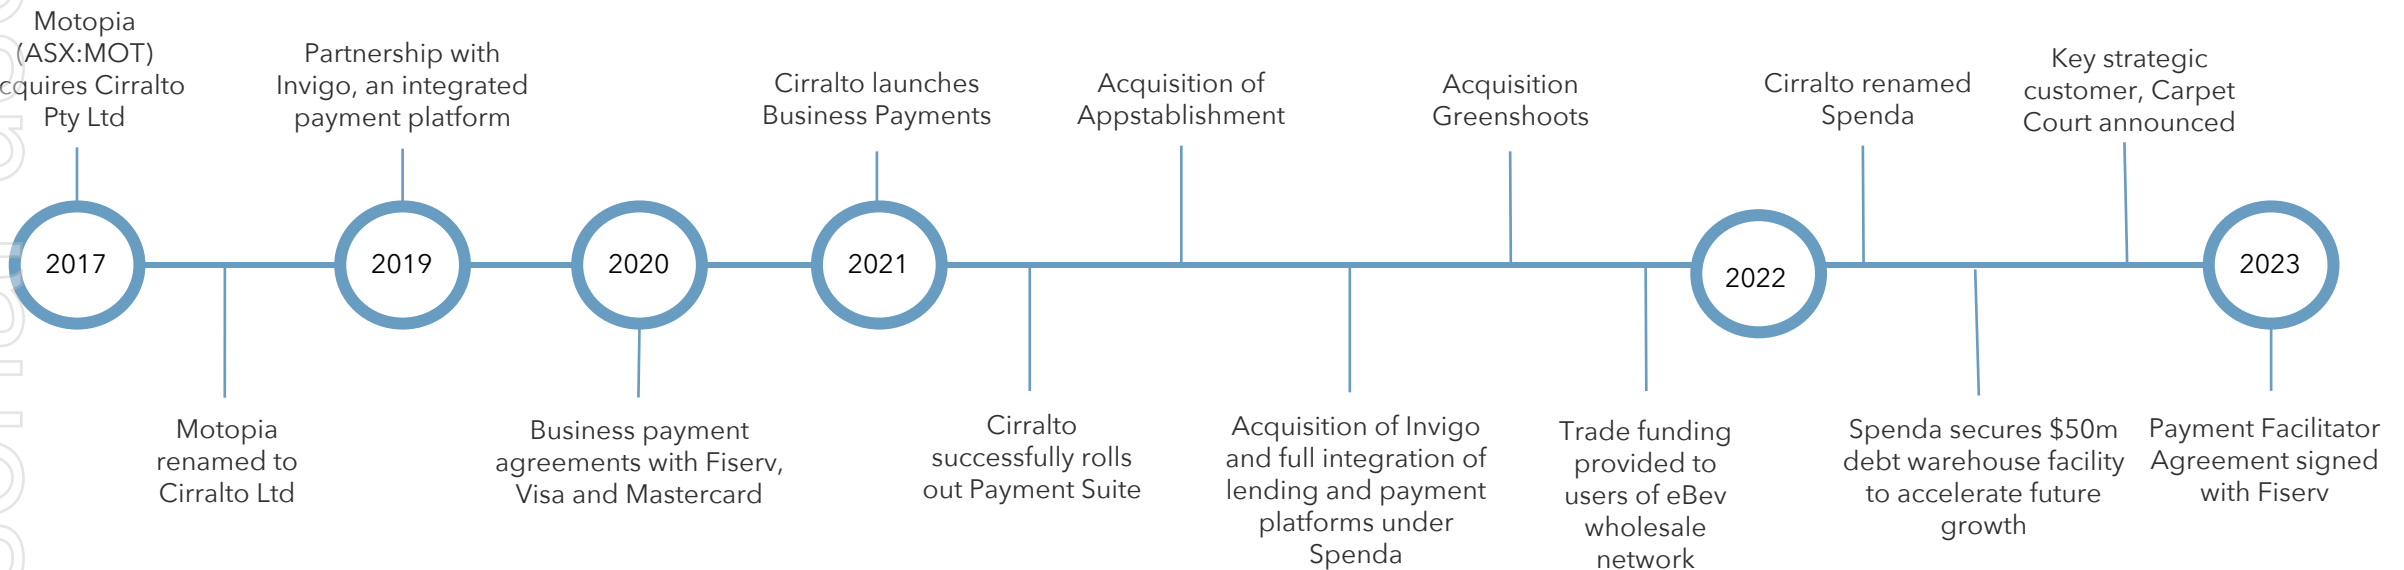 Motopia
(ASX:MOT)
cquires Cirralto
Pty Ltd
Partnership with
Invigo, an integrated
payment platform
Cirralto launches
Business Payments
Acquisition of
Appstablishment
Acquisition
Greenshoots
Cirralto renamed
Spenda
Key strategic
customer, Carpet
Court announced
2017
2019
2020
2021
2022
2023
Motopia
renamed to
Cirralto Ltd
Business payment
agreements with Fiserv,
Visa and Mastercard
Cirralto
successfully rolls
out Payment Suite
Acquisition of Invigo
and full integration of
lending and payment
platforms under
Spenda
Trade funding
provided to
users of eBev
wholesale
network
Spenda secures $50m
debt warehouse facility
to accelerate future
growth
Payment Facilitator
Agreement signed
with Fiserv